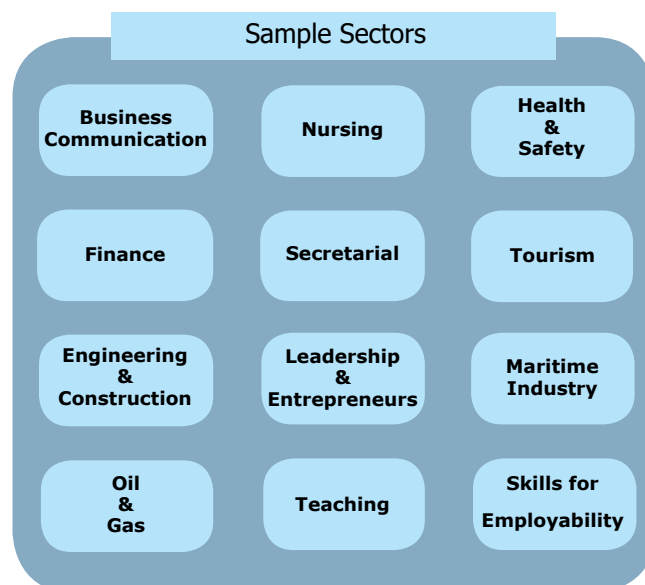 Sample Sectors
Business
Communication
Nursing
Health
&
Safety
Finance
Secretarial
Tourism
Engineering
&
Construction
Leadership
&
Entrepreneurs
Maritime
Industry
Oil
&
Gas
Teaching
Skills for
Employability